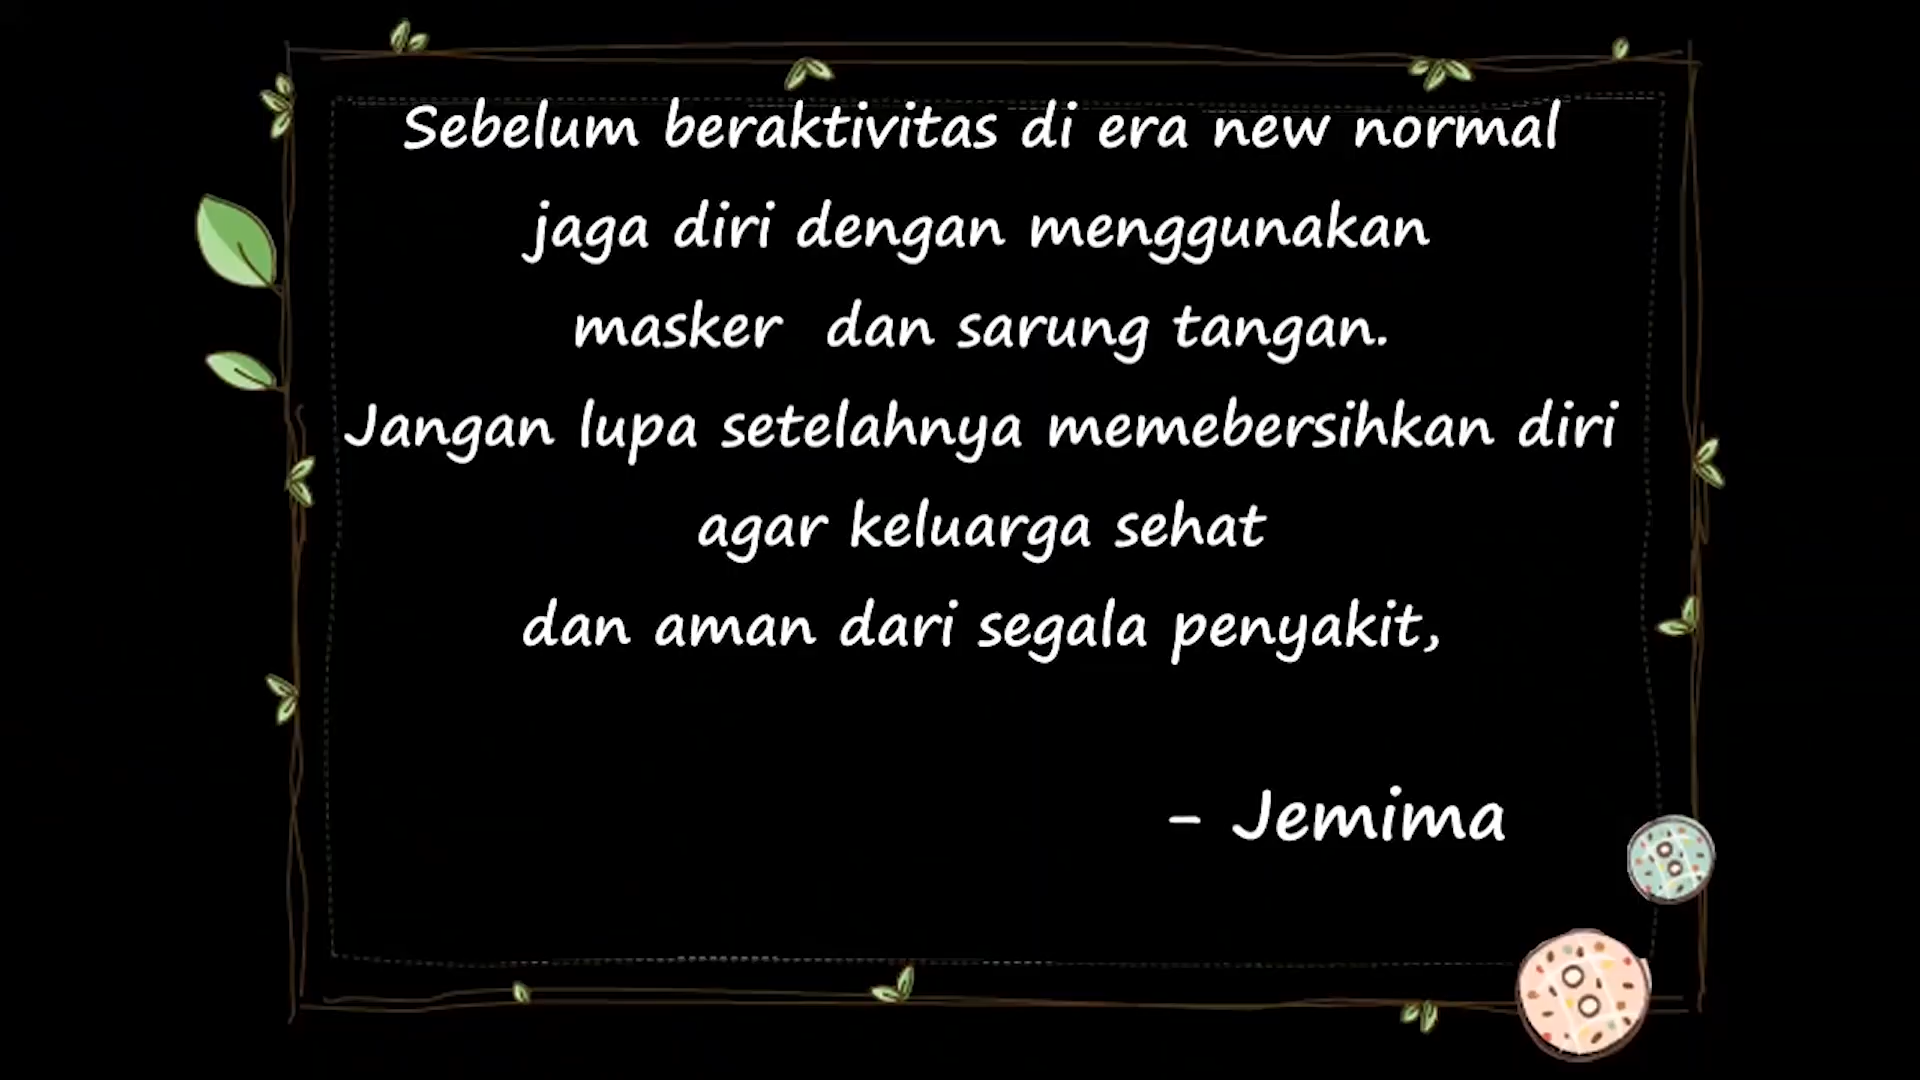 Sebelum beraktivitas di era new normal
jaga diri dengan menggunakan
masker  dan sarung tangan.
Jangan lupa setelahnya memebersihkan diri
agar keluarga sehat
dan aman dari segala penyakit,
- Jemima